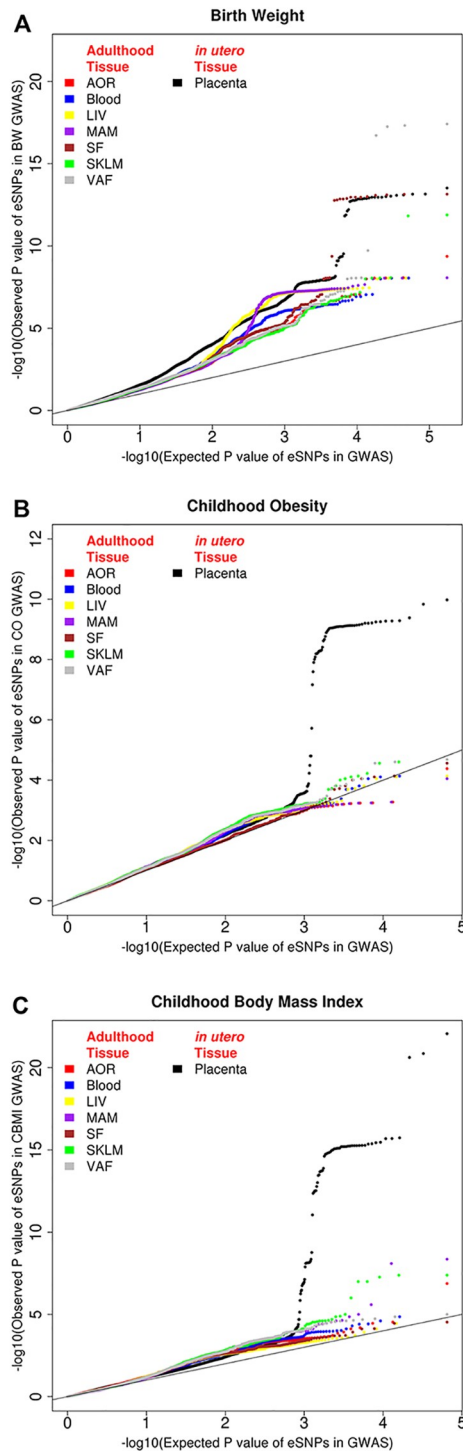 A
Birth Weight
-log10(Observed P value of eSNPs in BW GWAS)
20
15
10
5
0
Adulthood
Tissue
AOR
Blood
LIV
MAM
SF
SKLM
VAF
in utero
Tissue
Placenta
0 1 2 3 4 5
-log10(Expected P value of eSNPs in GWAS)
B
Childhood Obesity
-log10(Observed P value of eSNPs in CO GWAS)
12
10
8
6
4
2
0
Adulthood
Tissue
AOR
Blood
LIV
MAM
SF
SKLM
VAF
in utero
Tissue
Placenta
0 1 2 3 4 5
-log10(Expected P value of eSNPs in GWAS)
C
Childhood Body Mass Index
-log10(Observed P value of eSNPs in CBMI GWAS)
20
15
10
5
0
Adulthood
Tissue
AOR
Blood
LIV
MAM
SF
SKLM
VAF
in utero
Tissue
Placenta
0 1 2 3 4 5
-log10(Expected P value of eSNPs in GWAS)